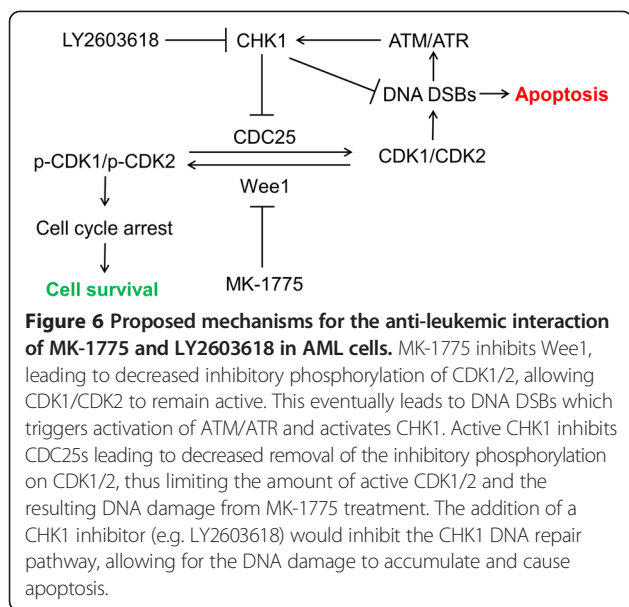 LY2603618 CHK1 ATM/ATR
DNA DSBs Apoptosis
CDC25
p-CDK1/p-CDK2 CDK1/CDK2
Wee1
Cell cycle arrest
Cell survival MK-1775
Figure 6 Proposed mechanisms for the anti-leukemic interaction
of MK-1775 and LY2603618 in AML cells. MK-1775 inhibits Wee1,
leading to decreased inhibitory phosphorylation of CDK1/2, allowing
CDK1/CDK2 to remain active. This eventually leads to DNA DSBs which
triggers activation of ATM/ATR and activates CHK1. Active CHK1 inhibits
CDC25s leading to decreased removal of the inhibitory phosphorylation
on CDK1/2, thus limiting the amount of active CDK1/2 and the
resulting DNA damage from MK-1775 treatment. The addition of a
CHK1 inhibitor (e.g. LY2603618) would inhibit the CHK1 DNA repair
pathway, allowing for the DNA damage to accumulate and cause
apoptosis.